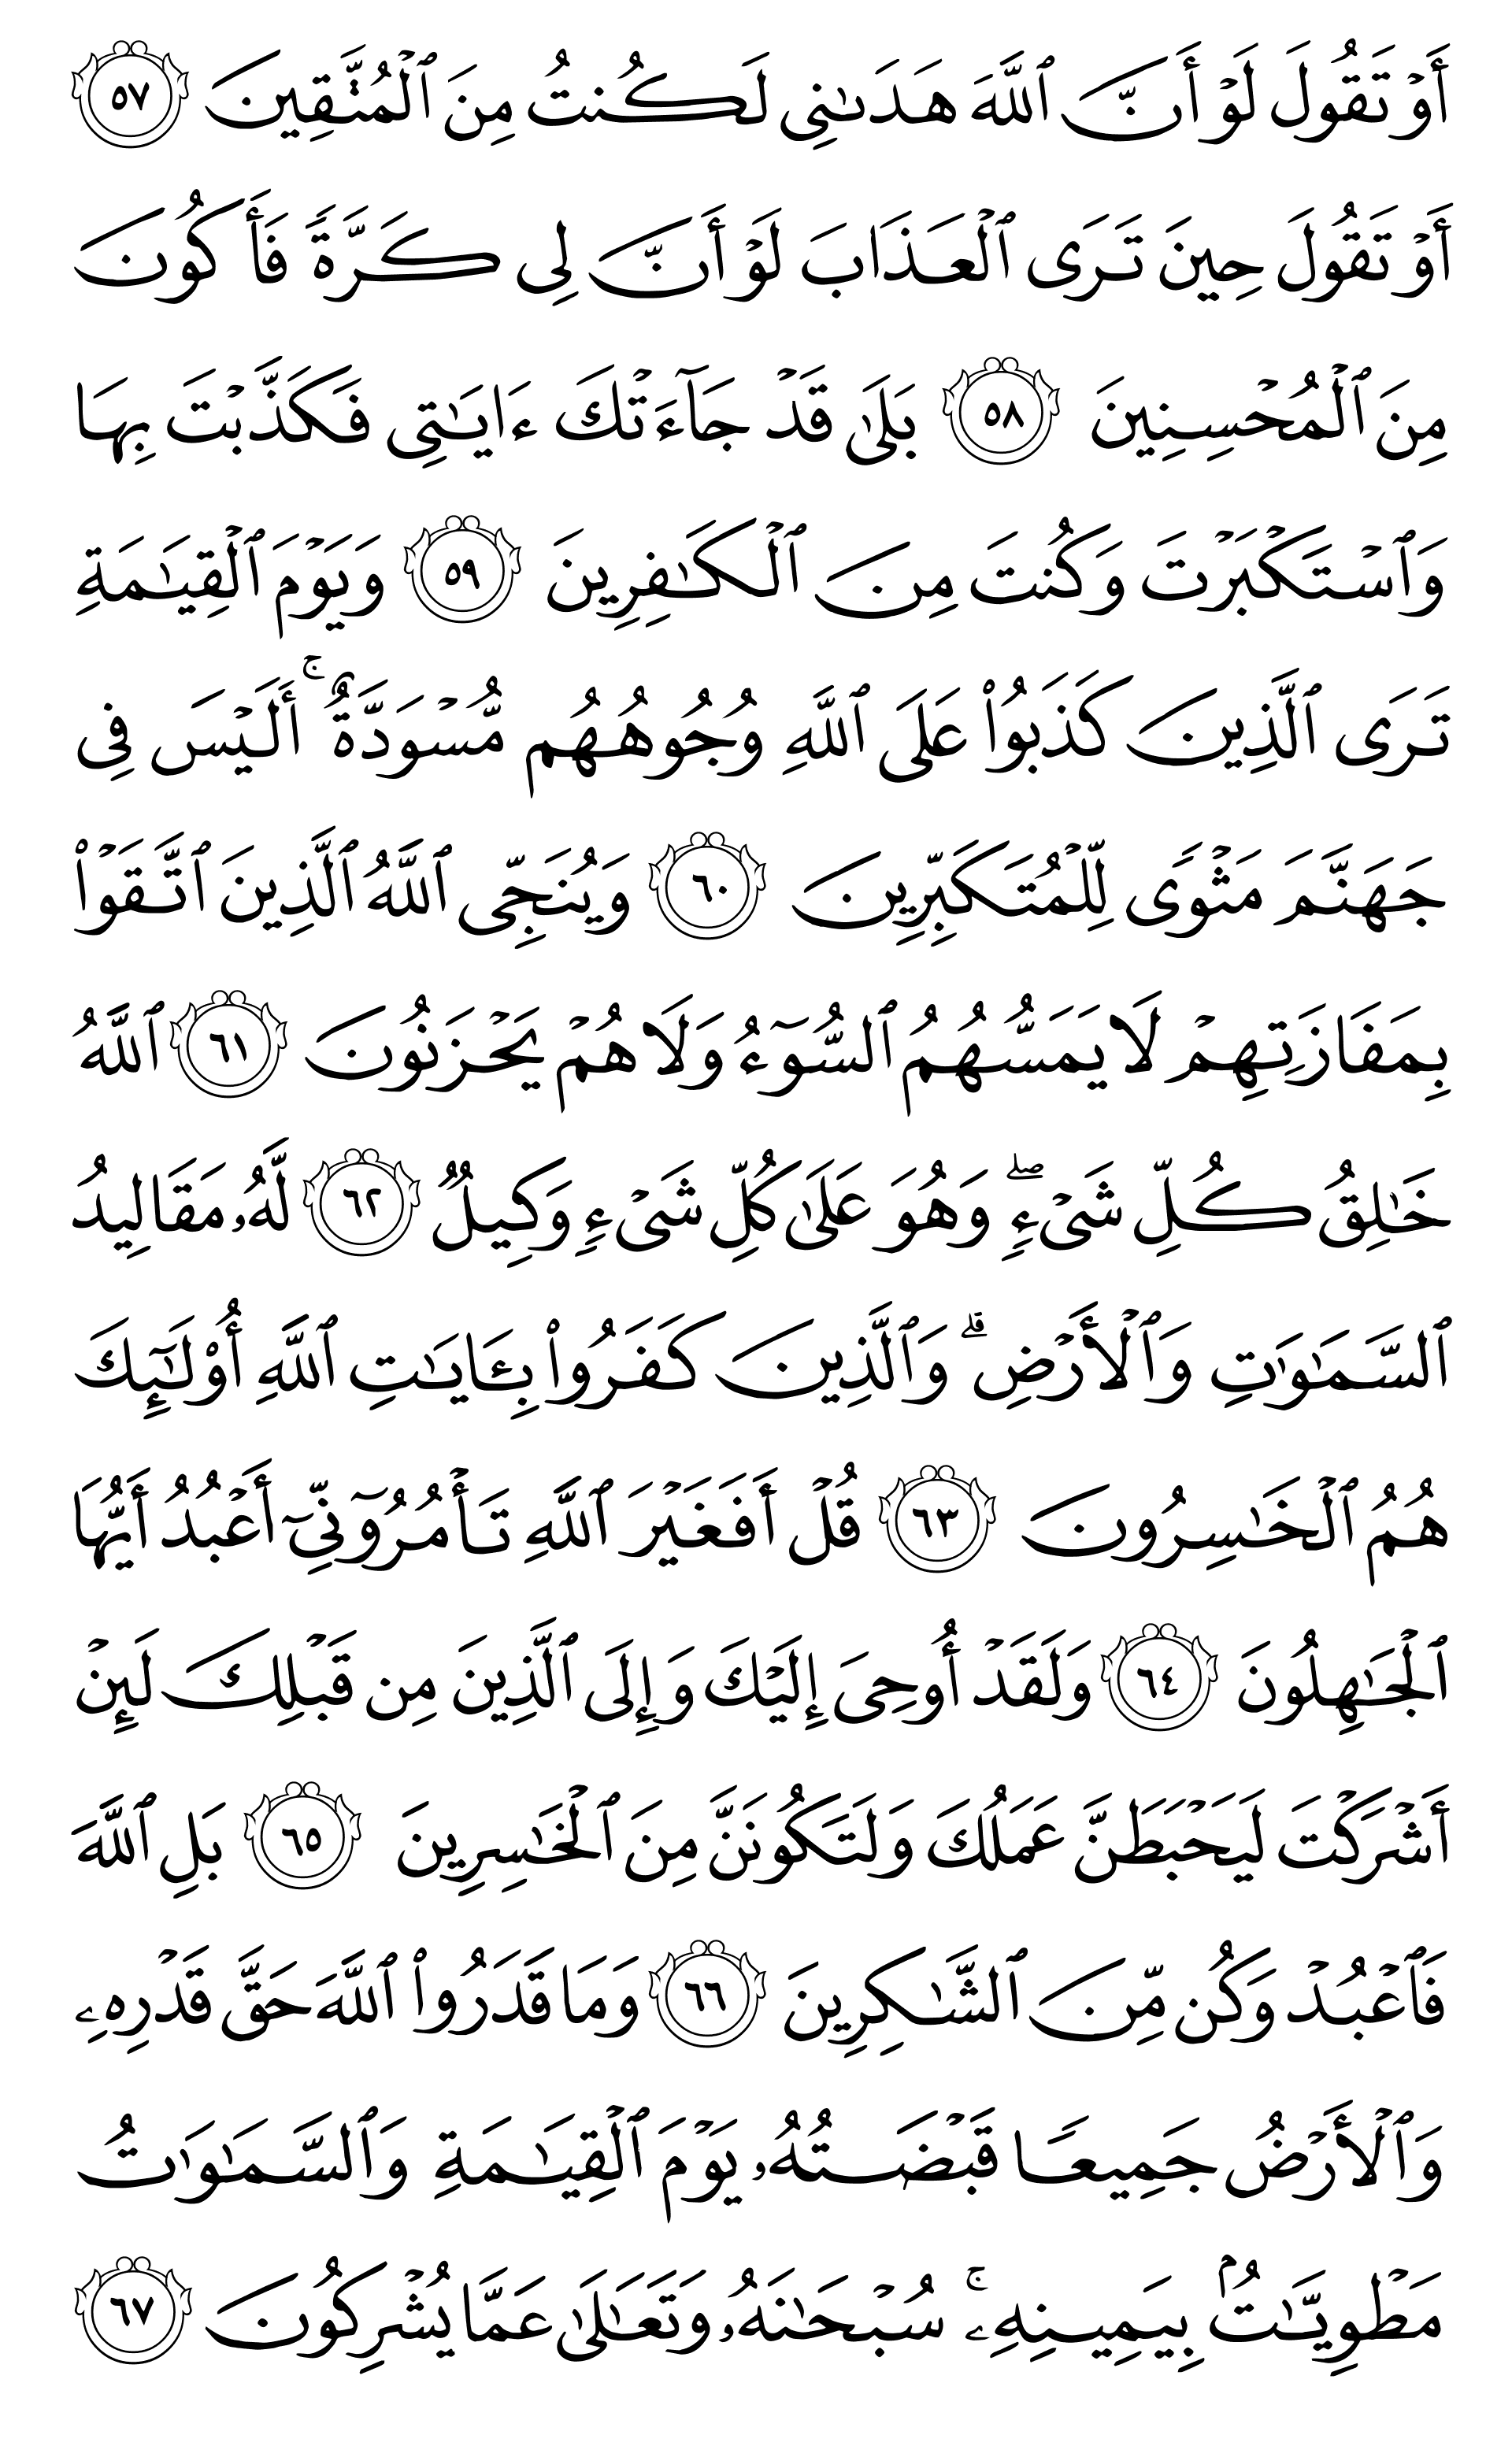 أَوْ تَقُولَ لَوْ أَنَّ ٱللَّهَ هَدَىٰنِى لَكُنتُ مِنَ ٱلْمُتَّقِينَ ٥٧
أَوْ تَقُولَ حِينَ تَرَى ٱلْعَذَابَ لَوْ أَنَّ لِى كَرَّةً فَأَكُونَ
مِنَ ٱلْمُحْسِنِينَ ٥٨ بَلَىٰ قَدْ جَآءَتْكَ ءَايَـٰتِى فَكَذَّبْتَ بِهَا
وَٱسْتَكْبَرْتَ وَكُنتَ مِنَ ٱلْكَـٰفِرِينَ ٥٩ وَيَوْمَ ٱلْقِيَـٰمَةِ
تَرَى ٱلَّذِينَ كَذَبُوا۟ عَلَى ٱللَّهِ وُجُوهُهُم مُّسْوَدَّةٌ ۚ أَلَيْسَ فِى
جَهَنَّمَ مَثْوًى لِّلْمُتَكَبِّرِينَ ٦٠ وَيُنَجِّى ٱللَّهُ ٱلَّذِينَ ٱتَّقَوْا۟
بِمَفَازَتِهِمْ لَا يَمَسُّهُمُ ٱلسُّوٓءُ وَلَا هُمْ يَحْزَنُونَ ٦١ ٱللَّهُ
خَـٰلِقُ كُلِّ شَىْءٍ ۖ وَهُوَ عَلَىٰ كُلِّ شَىْءٍ وَكِيلٌ ٦٢ لَّهُۥ مَقَالِيدُ
ٱلسَّمَـٰوَٰتِ وَٱلْأَرْضِ ۗ وَٱلَّذِينَ كَفَرُوا۟ بِـَٔايَـٰتِ ٱللَّهِ أُو۟لَـٰٓئِكَ
هُمُ ٱلْخَـٰسِرُونَ ٦٣ قُلْ أَفَغَيْرَ ٱللَّهِ تَأْمُرُوٓنِّىٓ أَعْبُدُ أَيُّهَا
ٱلْجَـٰهِلُونَ ٦٤ وَلَقَدْ أُوحِىَ إِلَيْكَ وَإِلَى ٱلَّذِينَ مِن قَبْلِكَ لَئِنْ
أَشْرَكْتَ لَيَحْبَطَنَّ عَمَلُكَ وَلَتَكُونَنَّ مِنَ ٱلْخَـٰسِرِينَ ٦٥ بَلِ ٱللَّهَ
فَٱعْبُدْ وَكُن مِّنَ ٱلشَّـٰكِرِينَ ٦٦ وَمَا قَدَرُوا۟ ٱللَّهَ حَقَّ قَدْرِهِۦ
وَٱلْأَرْضُ جَمِيعًا قَبْضَتُهُۥ يَوْمَ ٱلْقِيَـٰمَةِ وَٱلسَّمَـٰوَٰتُ
مَطْوِيَّـٰتٌۢ بِيَمِينِهِۦ ۚ سُبْحَـٰنَهُۥ وَتَعَـٰلَىٰ عَمَّا يُشْرِكُونَ ٦٧